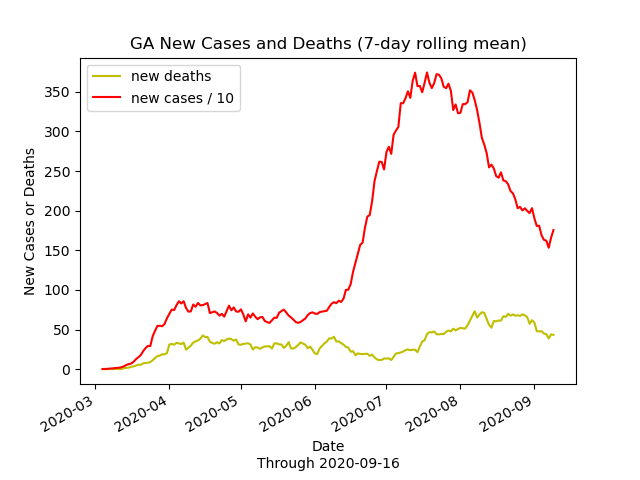 GA New Cases and Deaths (7-day rolling mean)
new deaths
new cases / 10
350
300
250
200
150
100
50
0
New Cases or Deaths
2020-03
2020-04
2020-05
2020-06
2020-07
2020-08
2020-09
Date
Through 2020-09-16